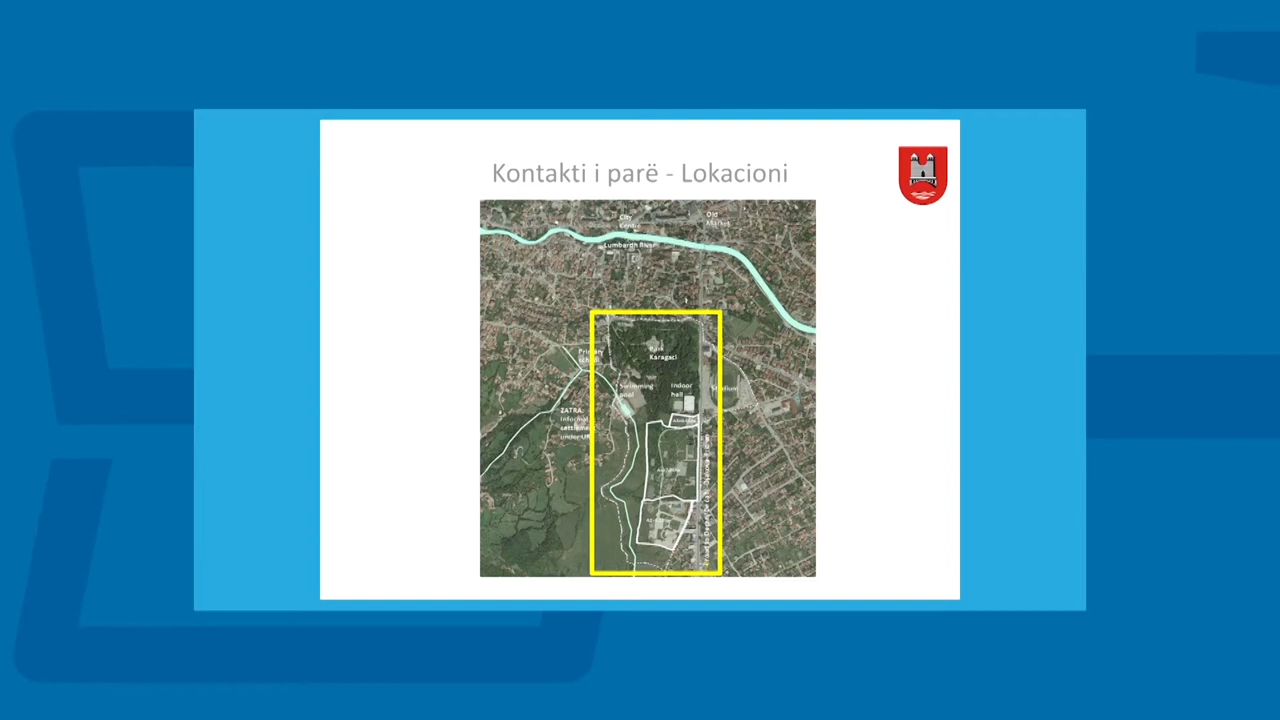 Kontakti i parë - Lokacioni
City
Centre
Old
Market
Lumbardh River
Park
Karagaci
Primary
school
Swimming
pool
Indoor
hall
Stadium
ZATRA:
Informal
settlement
under UR